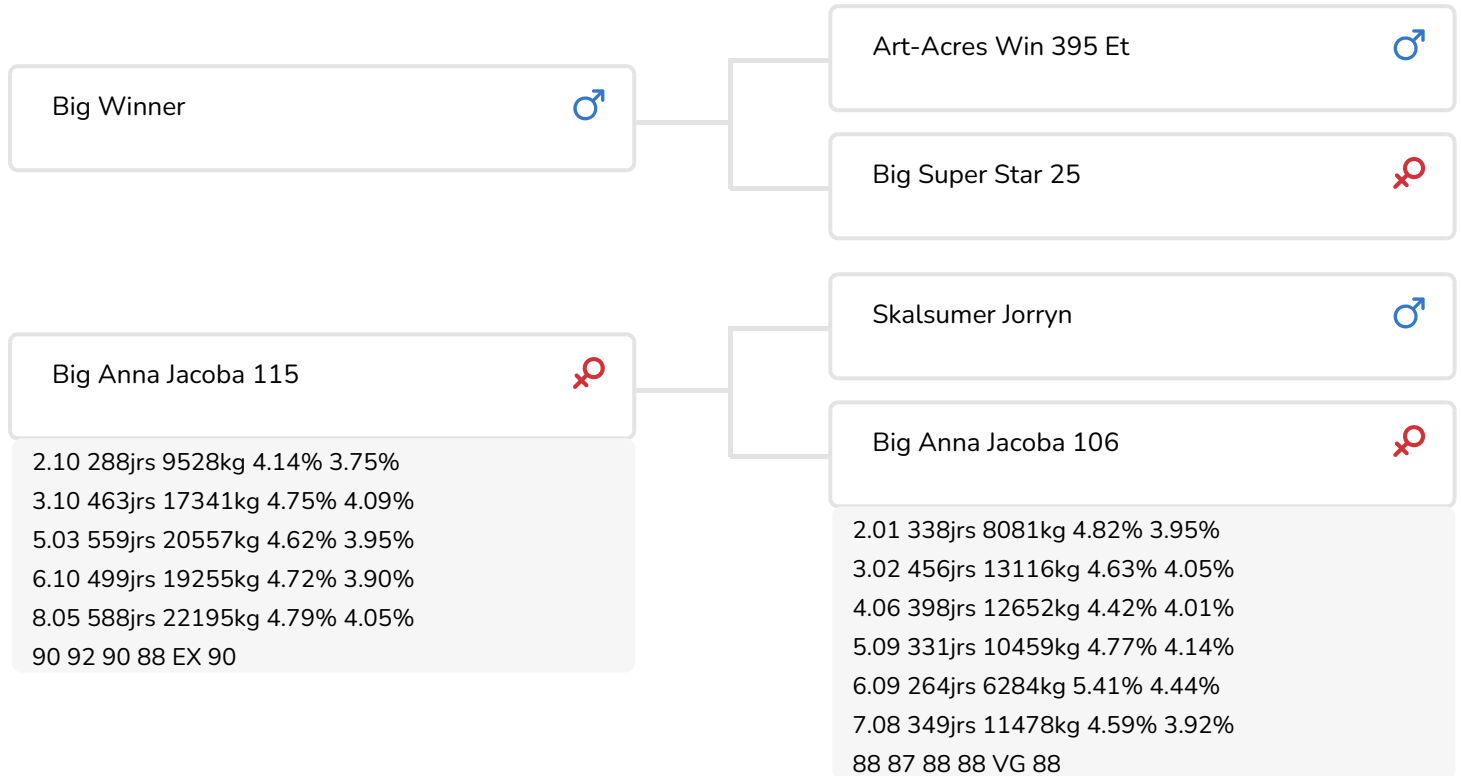 Big Winner
Art-Acres Win 395 Et
Big Super Star 25
Big Anna Jacoba 115
2.10 288jrs 9528kg 4.14% 3.75%
3.10 463jrs 17341kg 4.75% 4.09%
5.03 559jrs 20557kg 4.62% 3.95%
6.10 499jrs 19255kg 4.72% 3.90%
8.05 588jrs 22195kg 4.79% 4.05%
90 92 90 88 EX 90
Skalsumer Jorryn
Big Anna Jacoba 106
2.01 338jrs 8081kg 4.82% 3.95%
3.02 456jrs 13116kg 4.63% 4.05%
4.06 398jrs 12652kg 4.42% 4.01%
5.09 331jrs 10459kg 4.77% 4.14%
6.09 264jrs 6284kg 5.41% 4.44%
7.08 349jrs 11478kg 4.59% 3.92%
88 87 88 88 VG 88